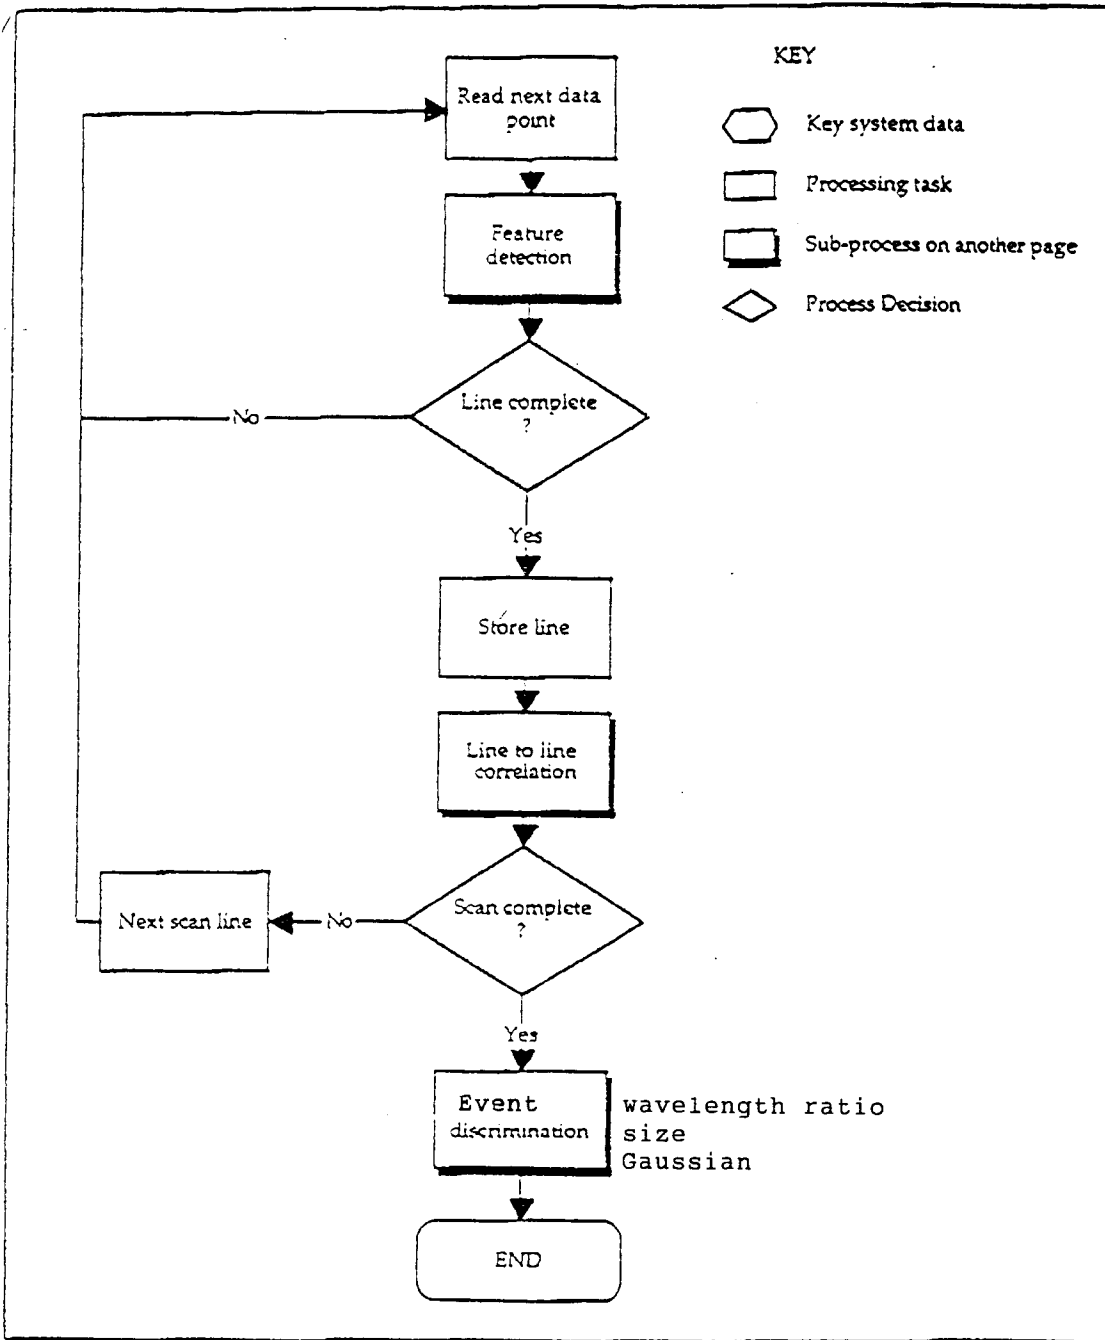 KEY
Key system data
Processing task
Sub-process on another page
Process Decision
Read next data
point
Feature
detection
Line complete
?
No
Yes
Store line
Line to line
correlation
Scan complete
?
No
Next scan line
Yes
Event
discrimination
wavelength ratio
size
Gaussian
END